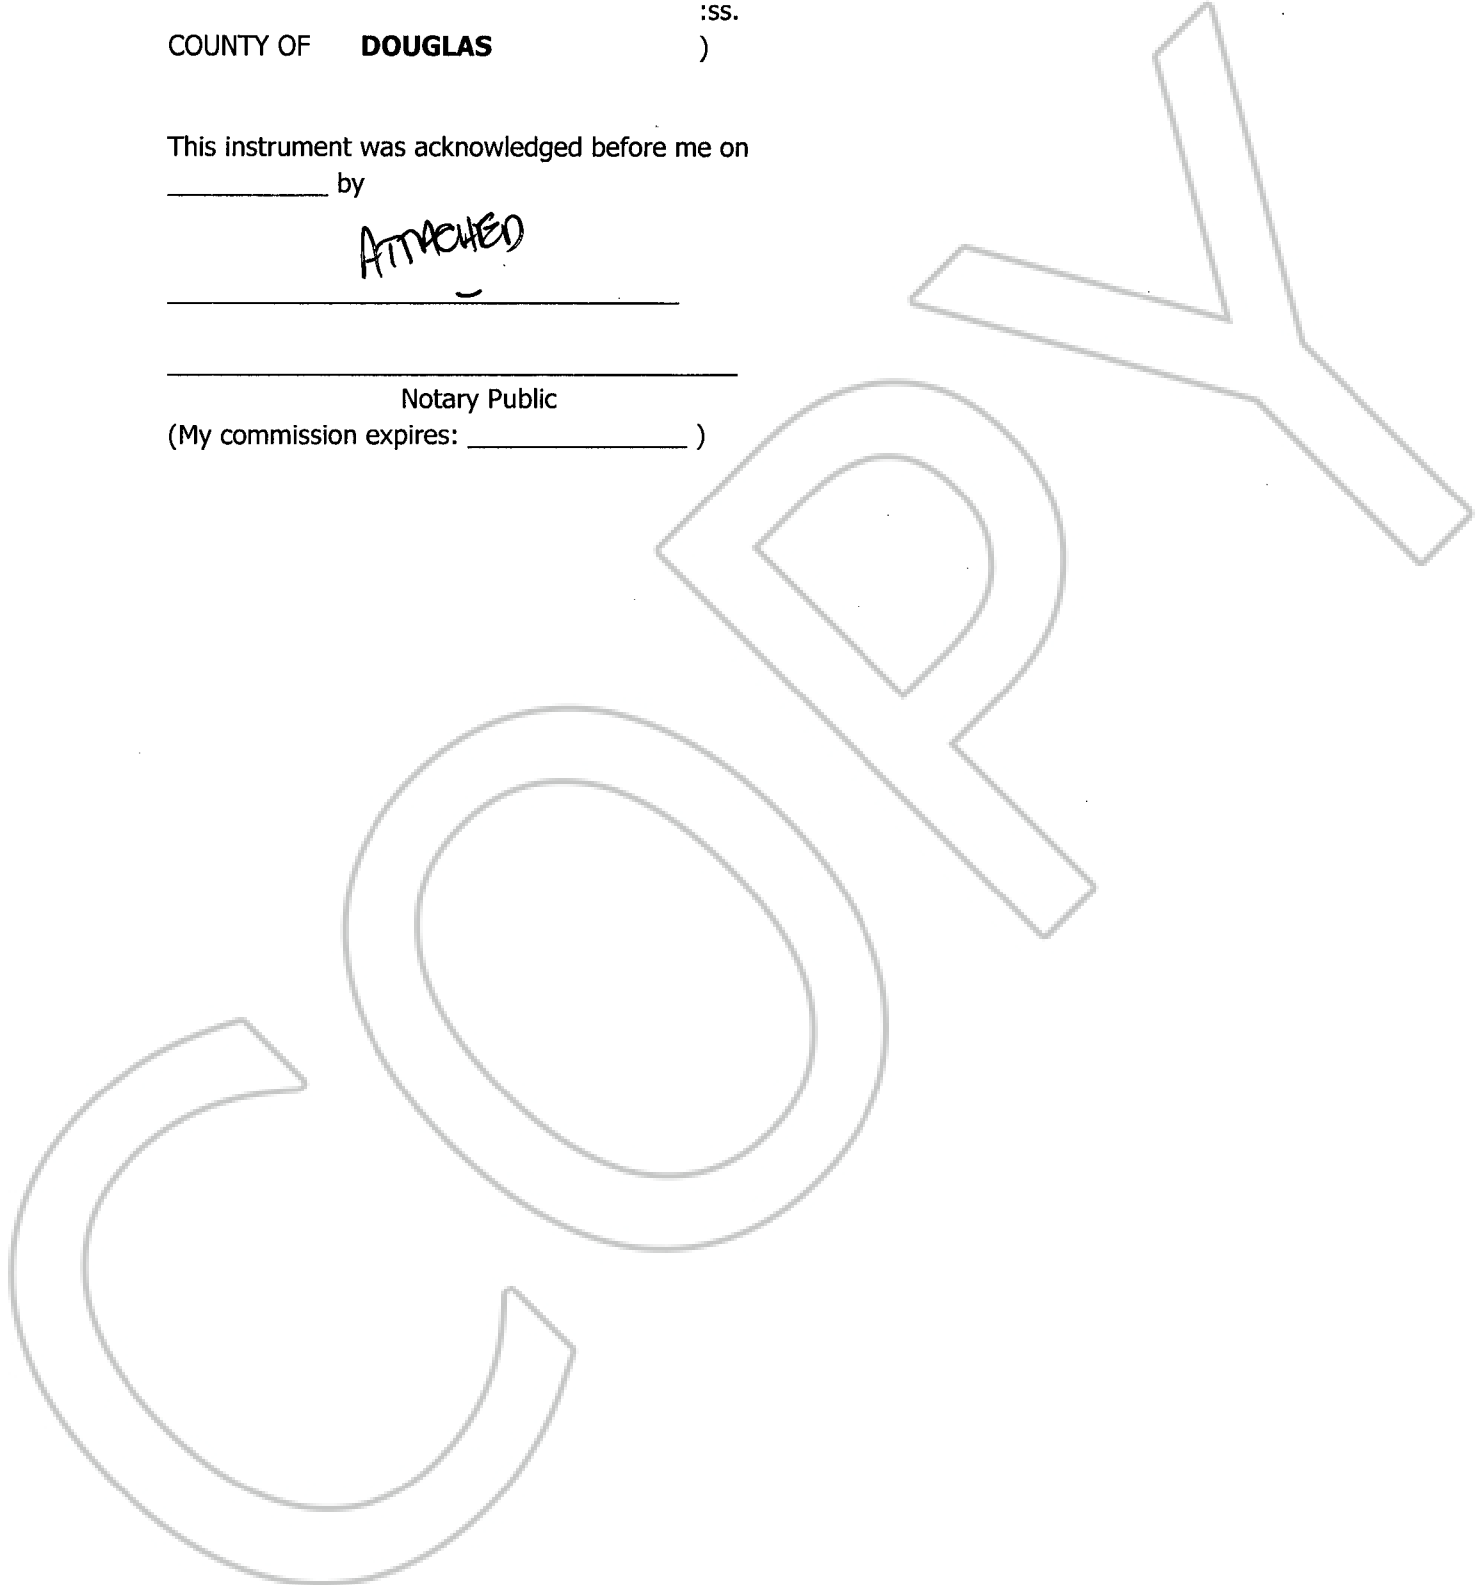 :ss.
COUNTY OF DOUGLAS )
This instrument was acknowledged before me on
__________ by
ATTACHED
Notary Public
(My commission expires: ______________ )
COPY